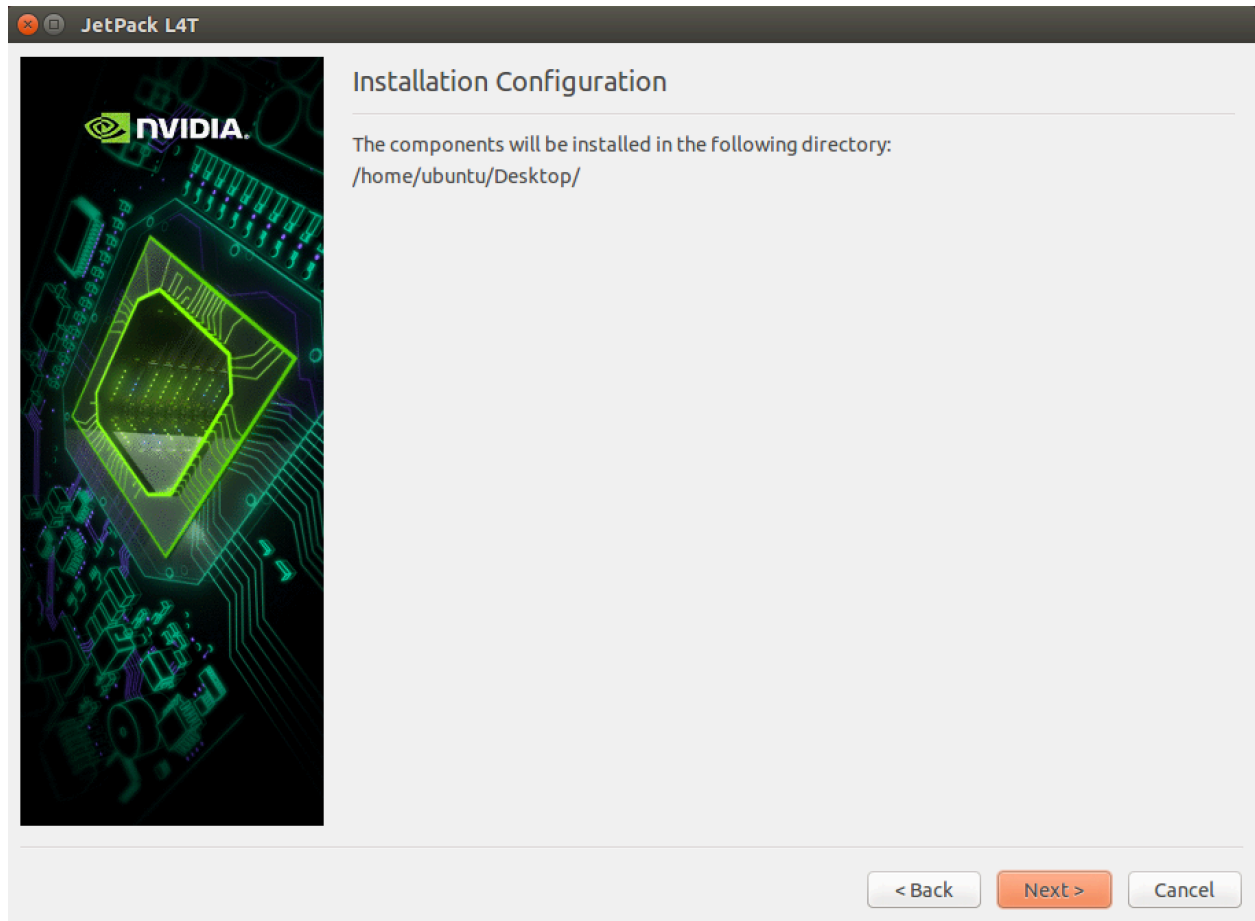 JetPack L4T
NVIDIA.
Installation Configuration
The components will be installed in the following directory:
/home/ubuntu/Desktop/
< Back
Next >
Cancel